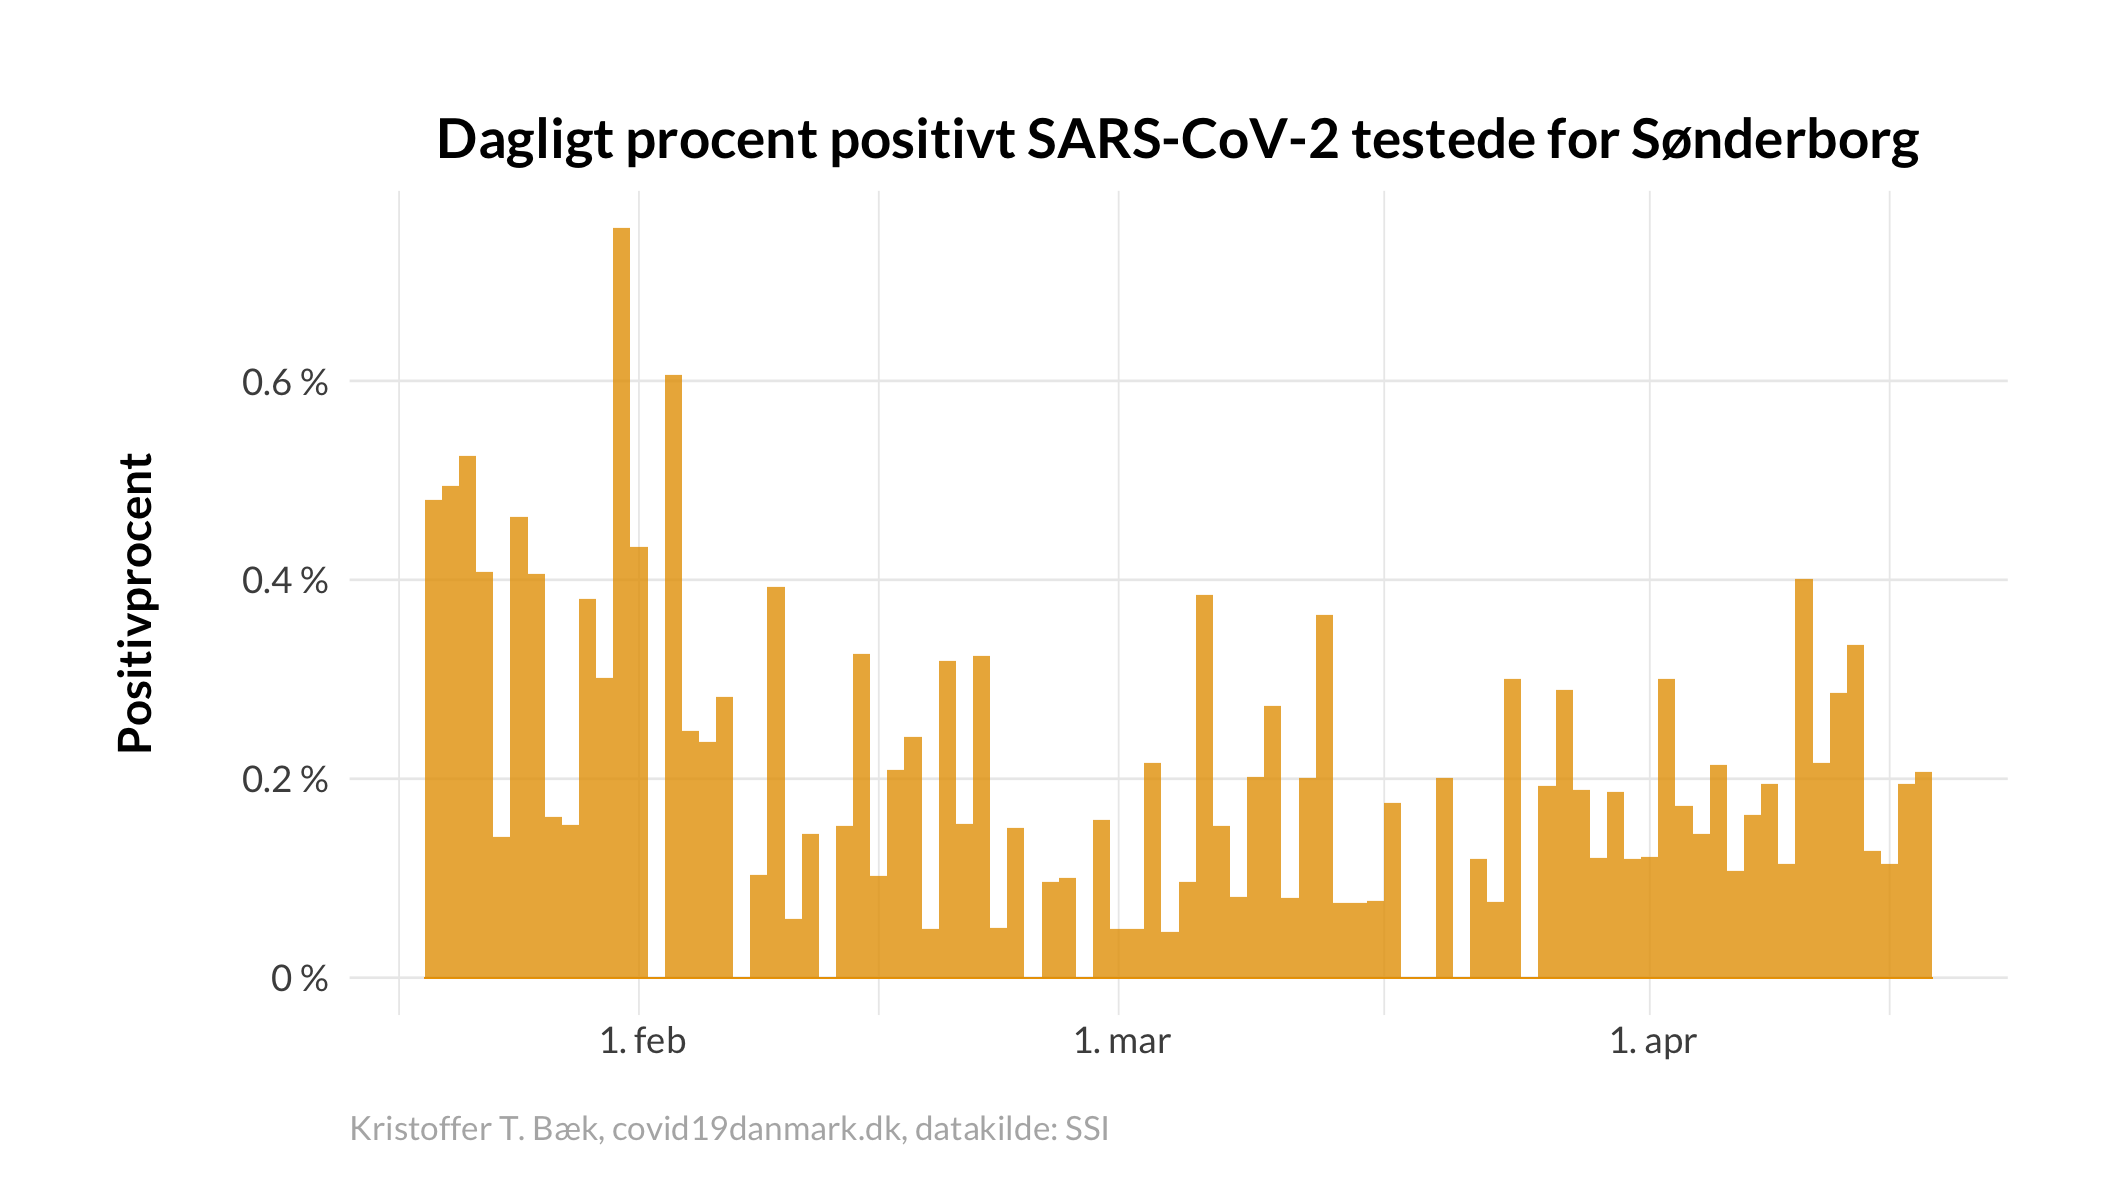 Dagligt procent positivt SARS-CoV-2 testede for Sønderborg
Positivprocent
0.6 %
0.4 %
0.2 %
0 %
1. feb
1. mar
1. apr
Kristoffer T. Bæk, covid19danmark.dk, datakilde: SSI